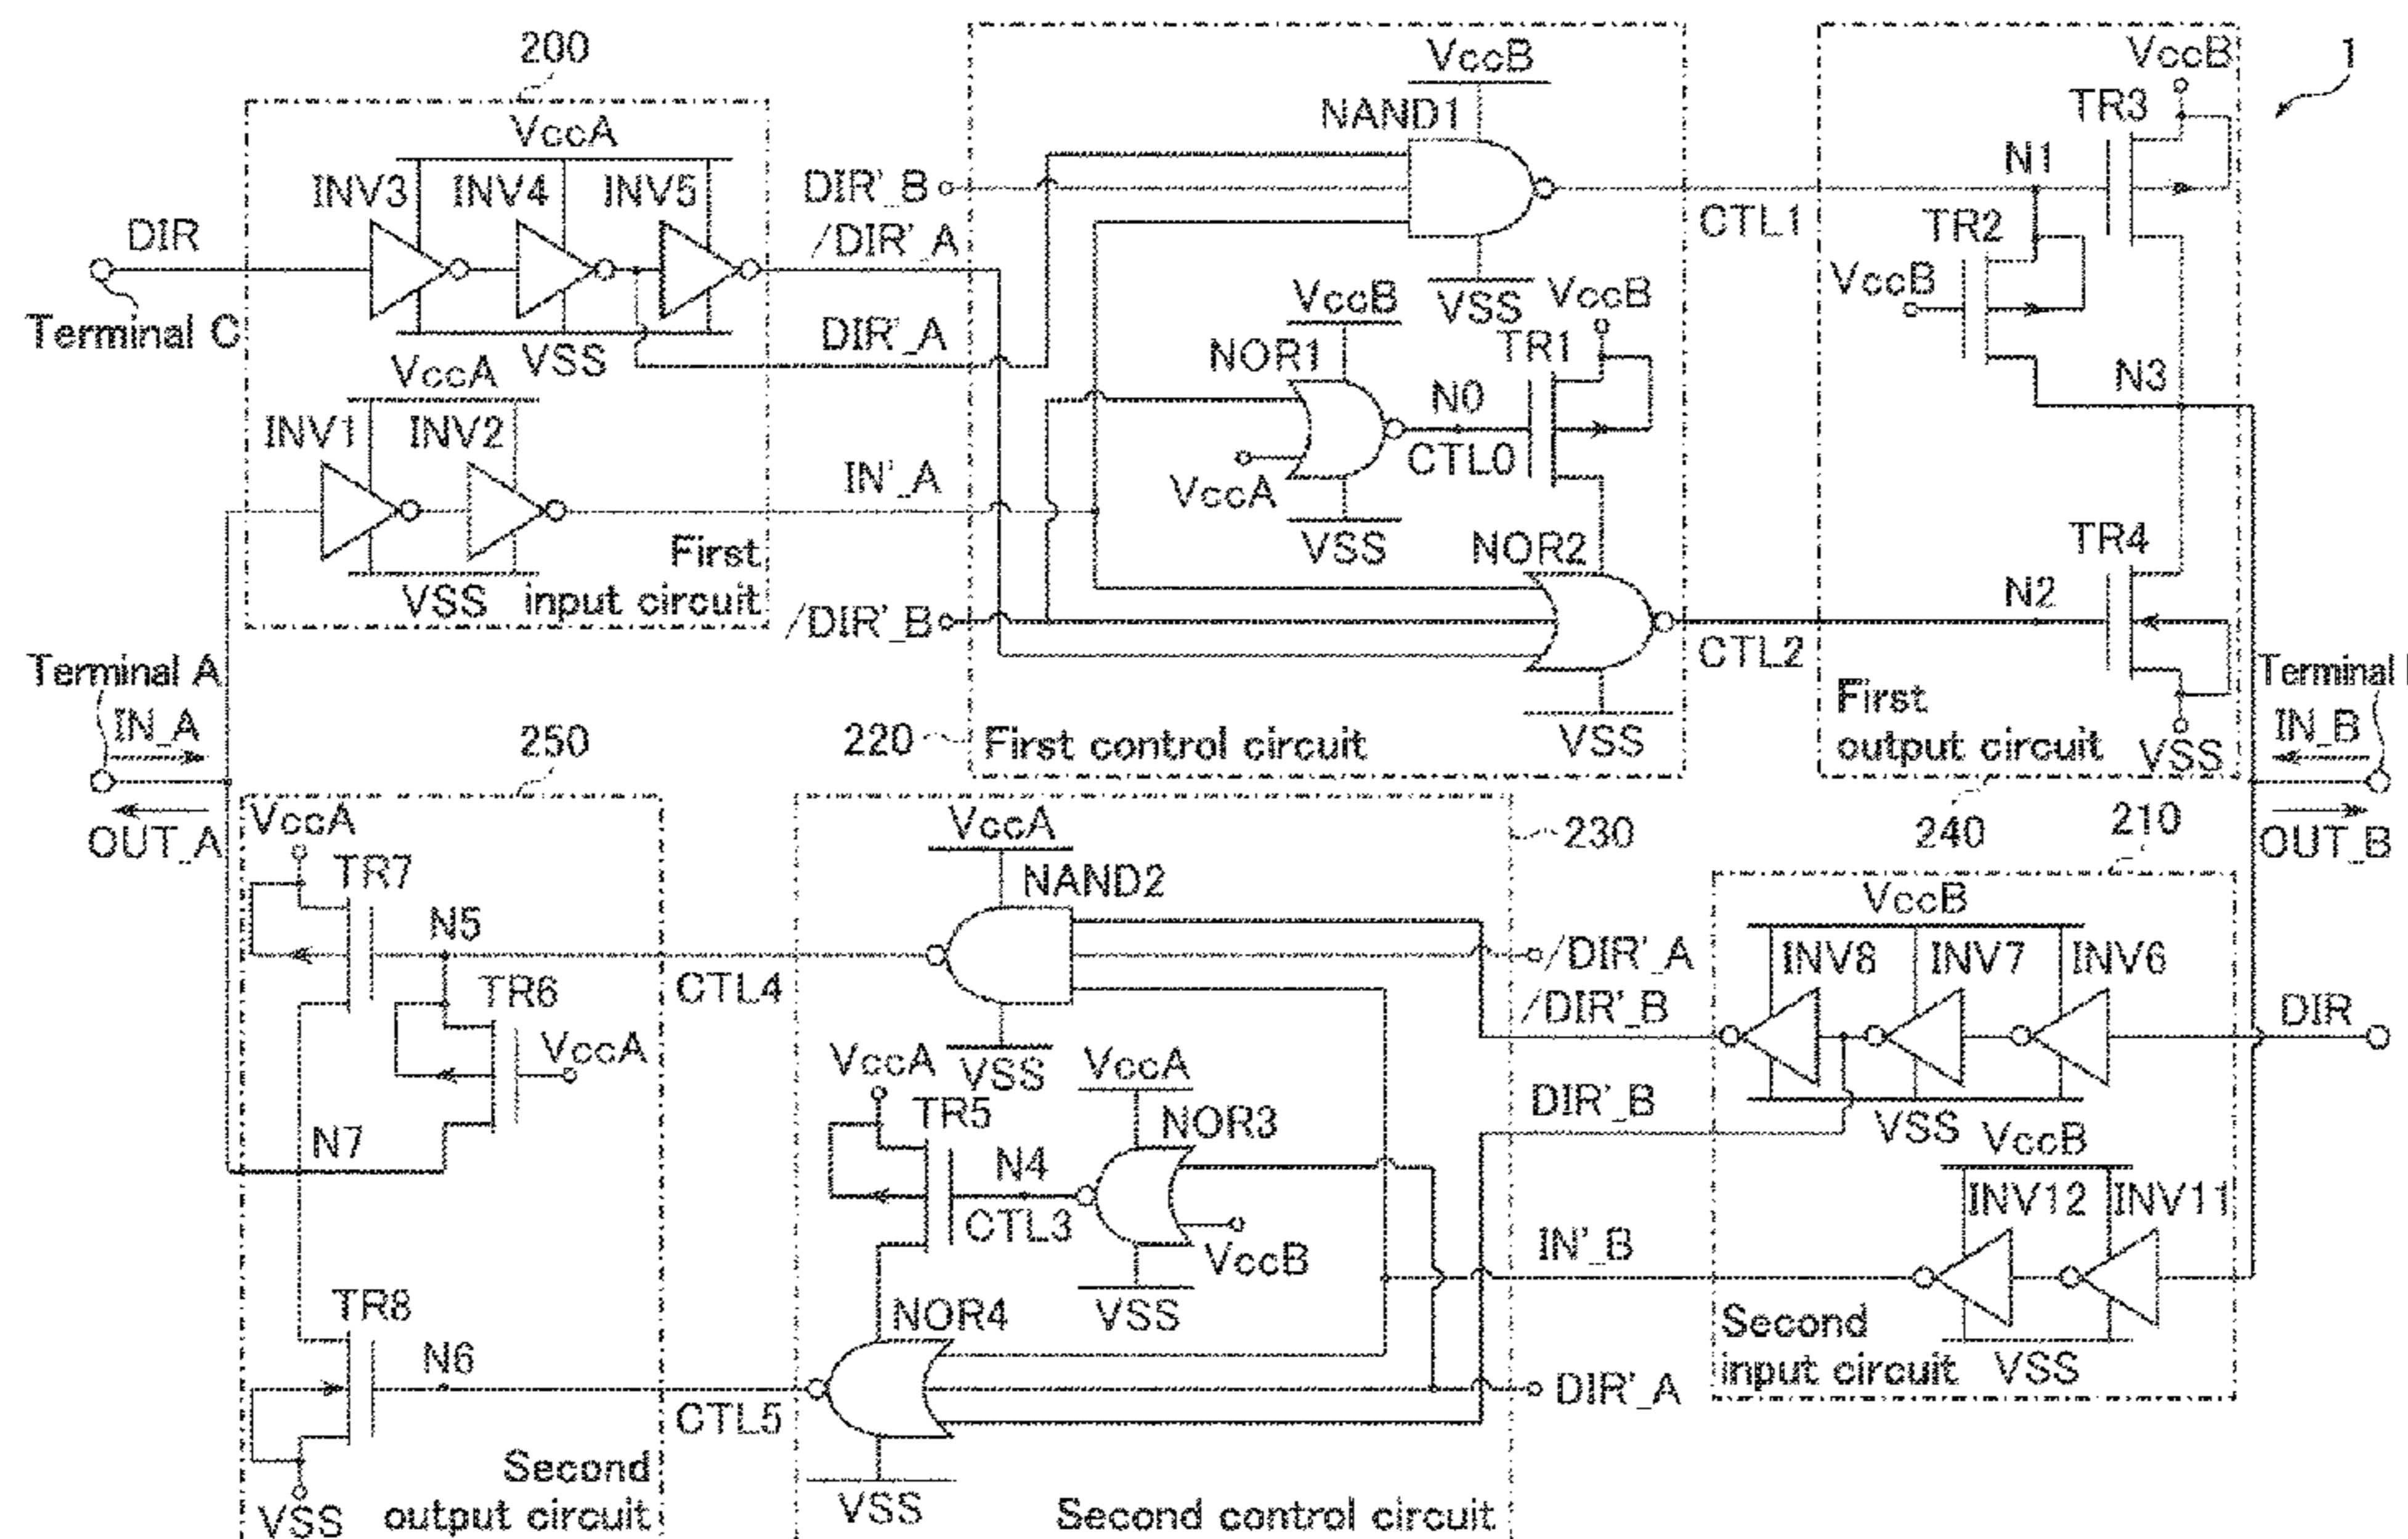 200
VccA
INV3
INV4
INV5
DIR
Terminal C
VSS
/DIR'_A
DIR'_A
VccA
INV1
INV2
IN'_A
VSS
First
input circuit
VccB
NAND1
DIR'_B
VSS
VccB
NOR1
VccB
TR1
N0
CTL0
VccA
VSS
NOR2
/DIR'_B
VSS
220
First control circuit
CTL1
CTL2
1
VccB
TR3
N1
TR2
VccB
N3
TR4
N2
VSS
First
output circuit
240
Terminal A
IN_A
OUT_A
Terminal
IN_B
OUT_B
250
VccA
TR7
N5
TR6
VccA
N7
TR8
N6
VSS
Second
output circuit
CTL4
CTL5
230
VccA
NAND2
VSS
/DIR'_A
/DIR'_B
VccA
TR5
VccA
NOR3
N4
CTL3
VccB
VSS
NOR4
VSS
DIR'_B
IN'_B
DIR'_A
Second control circuit
210
VccB
INV8
INV7
INV6
DIR
VSS
VccB
INV12
INV11
VSS
Second
input circuit